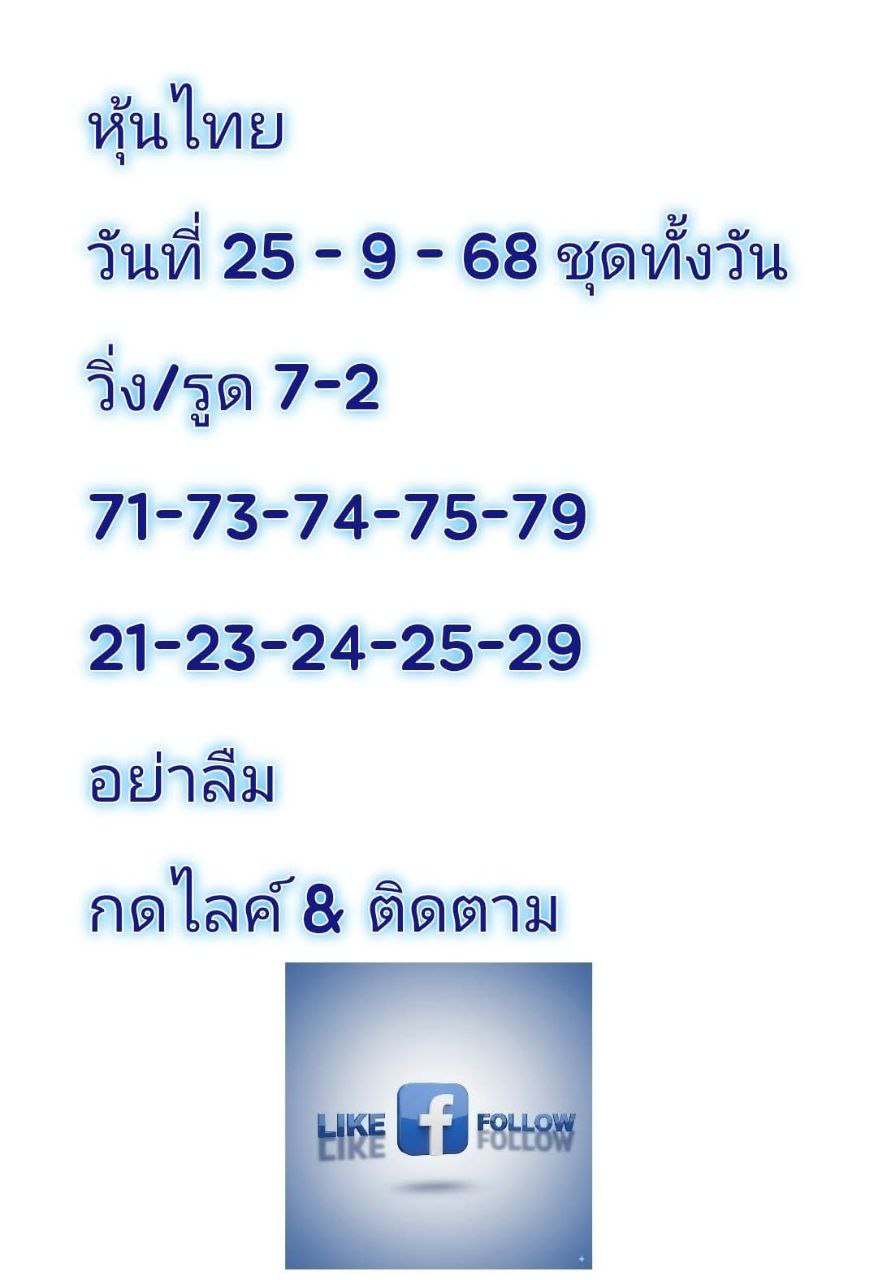 หุ้นไทย
วันที่ 25 - 9 - 68 ชุดทั้งวัน
วิ่ง/รูด 7-2
71-73-74-75-79
21-23-24-25-29
อย่าลืม
กดไลค์ & ติดตาม
LIKE f FOLLOW